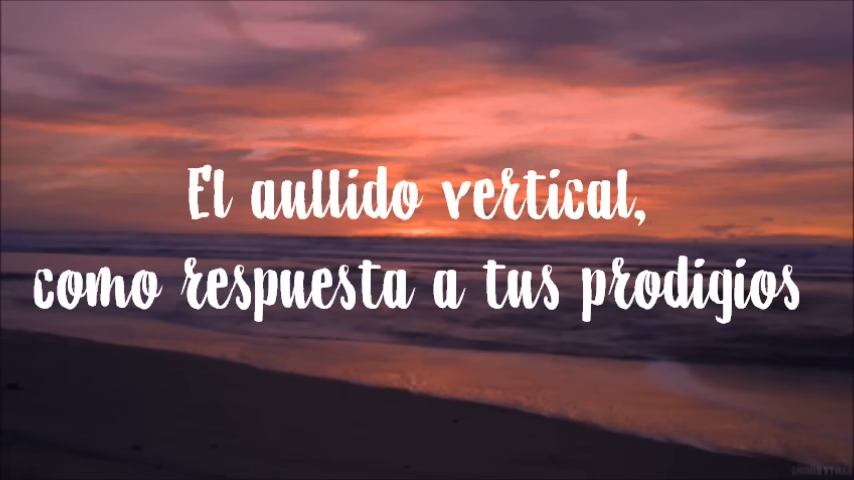 El aullido vertical,
como respuesta a tus prodigios